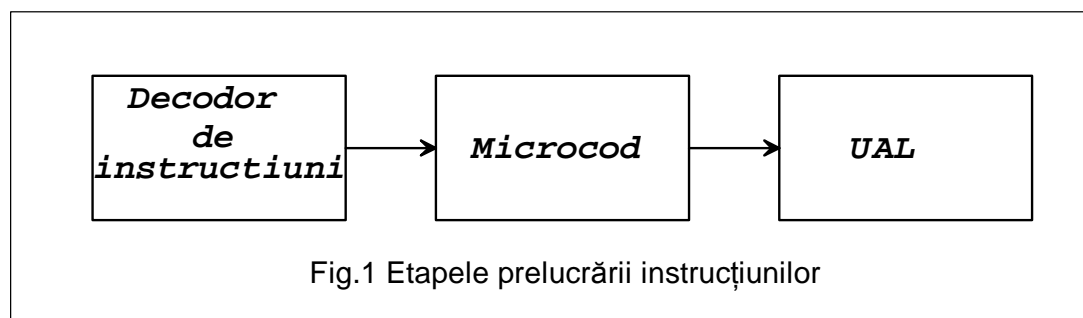 Decodor
de
instructiuni
Microcod
UAL
Fig.1 Etapele prelucrării instrucțiunilor